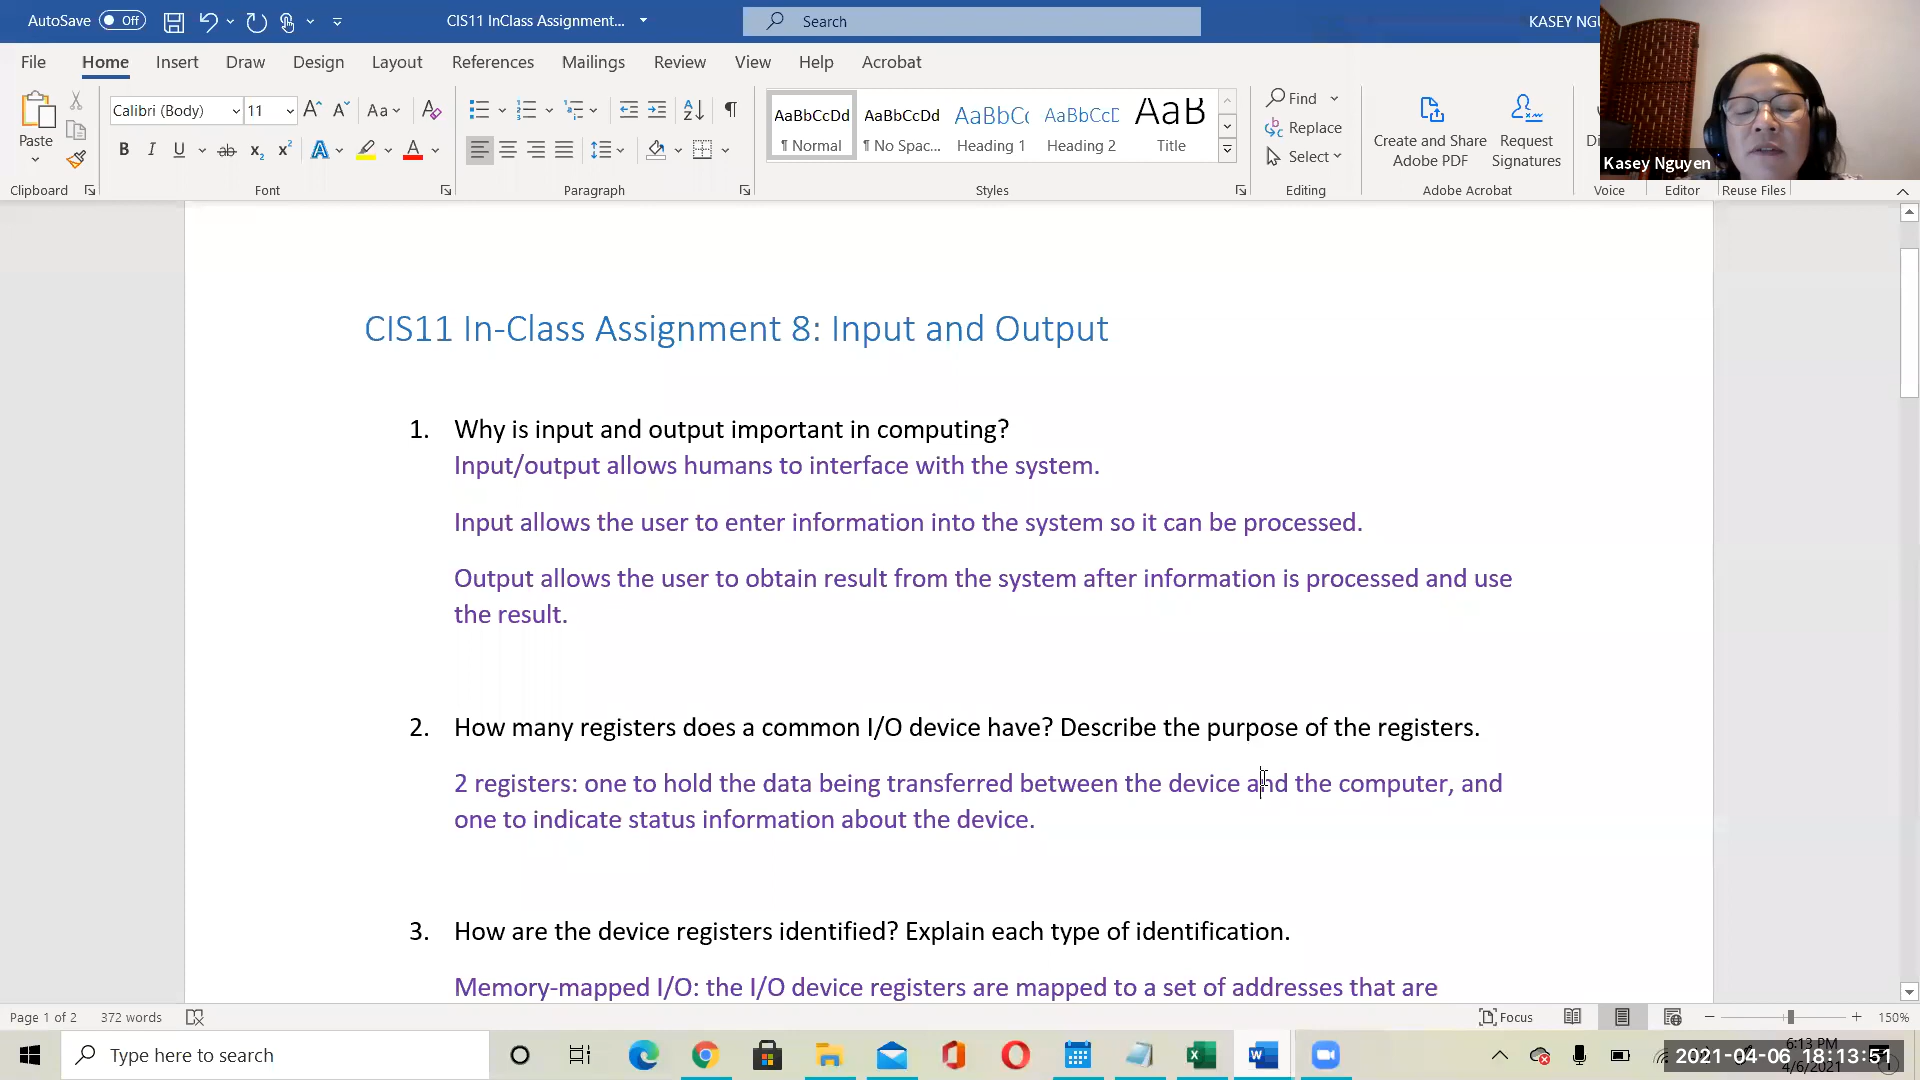 AutoSave Off CIS11 InClass Assignment... Search KASEY NGU
File Home Insert Draw Design Layout References Mailings Review View Help Acrobat
Calibri (Body) 11 Aa AaBbCcDd AaBbCcDd AaBbC( AaBbCcD AaB Find
Paste ¶ Normal ¶ No Spac... Heading 1 Heading 2 Title Replace Create and Share Request
B I U ab x₂ x² A A Select Adobe PDF Signatures Kasey Nguyen
Clipboard Font Paragraph Styles Editing Adobe Acrobat Voice Editor Reuse Files
CIS11 In-Class Assignment 8: Input and Output
1. Why is input and output important in computing?
Input/output allows humans to interface with the system.
Input allows the user to enter information into the system so it can be processed.
Output allows the user to obtain result from the system after information is processed and use
the result.
2. How many registers does a common I/O device have? Describe the purpose of the registers.
2 registers: one to hold the data being transferred between the device and the computer, and
one to indicate status information about the device.
3. How are the device registers identified? Explain each type of identification.
Memory-mapped I/O: the I/O device registers are mapped to a set of addresses that are
Page 1 of 2 372 words Focus 150%
Type here to search 6:13 PM
2021-04-06 18:13:51